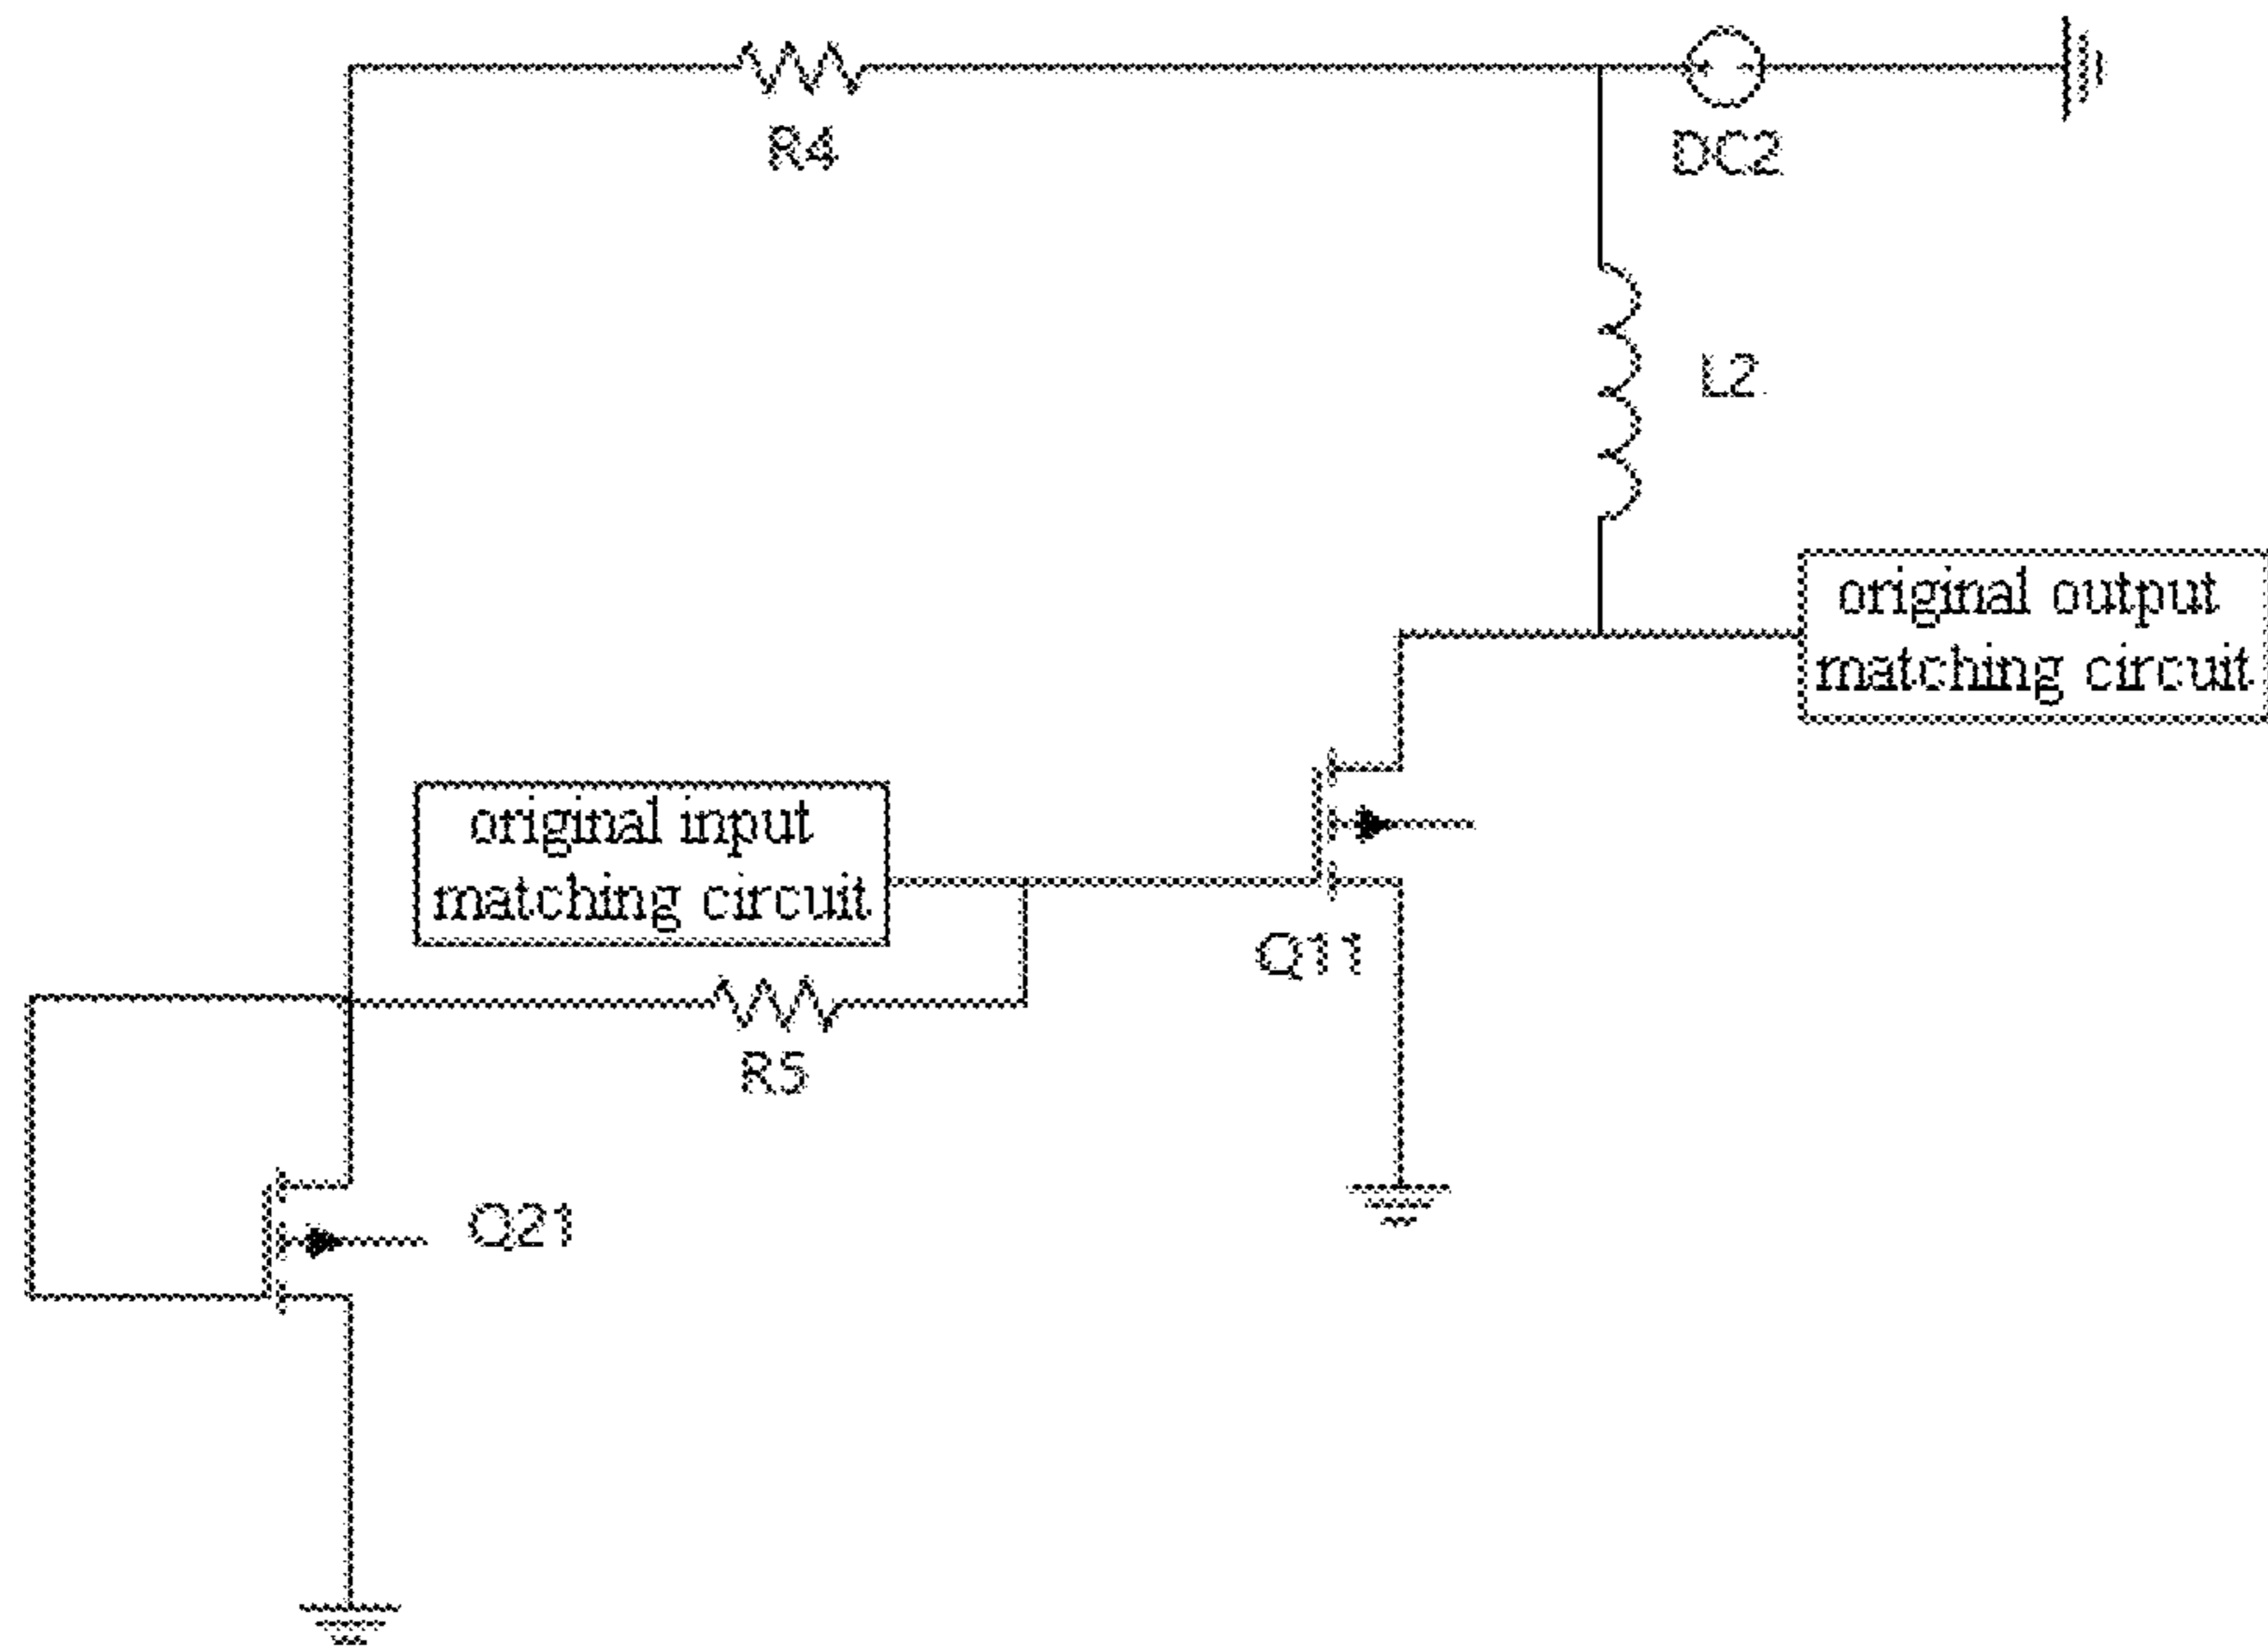 R4
DC2
L2
original output
matching circuit
original input
matching circuit
Q11
R5
Q21